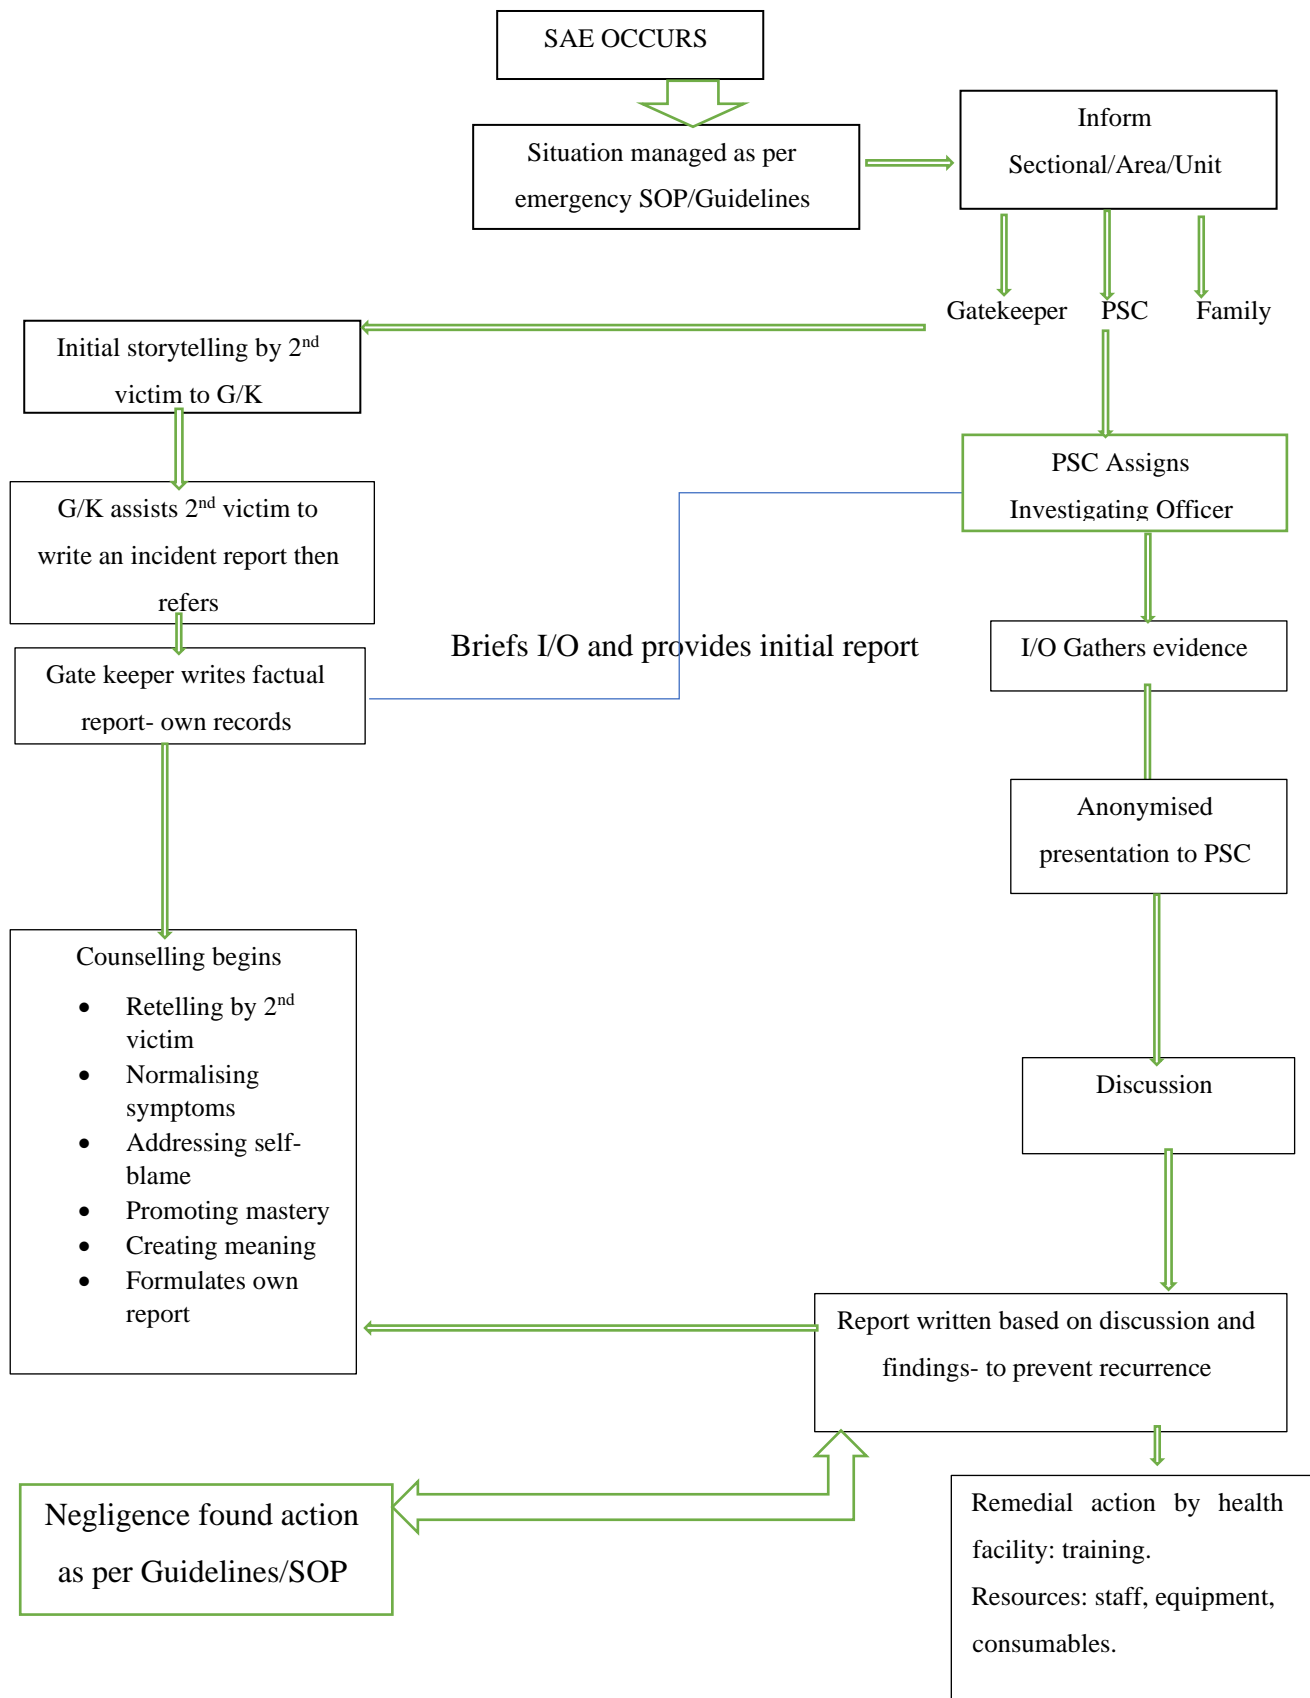 SAE OCCURS
Situation managed as per
emergency SOP/Guidelines
Inform
Sectional/Area/Unit
Gatekeeper PSC Family
Initial storytelling by 2nd
victim to G/K
PSC Assigns
Investigating Officer
G/K assists 2nd victim to
write an incident report then
refers
Briefs I/O and provides initial report
I/O Gathers evidence
Gate keeper writes factual
report- own records
Anonymised
presentation to PSC
Counselling begins
• Retelling by 2nd
victim
• Normalising
symptoms
• Addressing self-
blame
• Promoting mastery
• Creating meaning
• Formulates own
report
Discussion
Report written based on discussion and
findings- to prevent recurrence
Negligence found action
as per Guidelines/SOP
Remedial action by health
facility: training.
Resources: staff, equipment,
consumables.